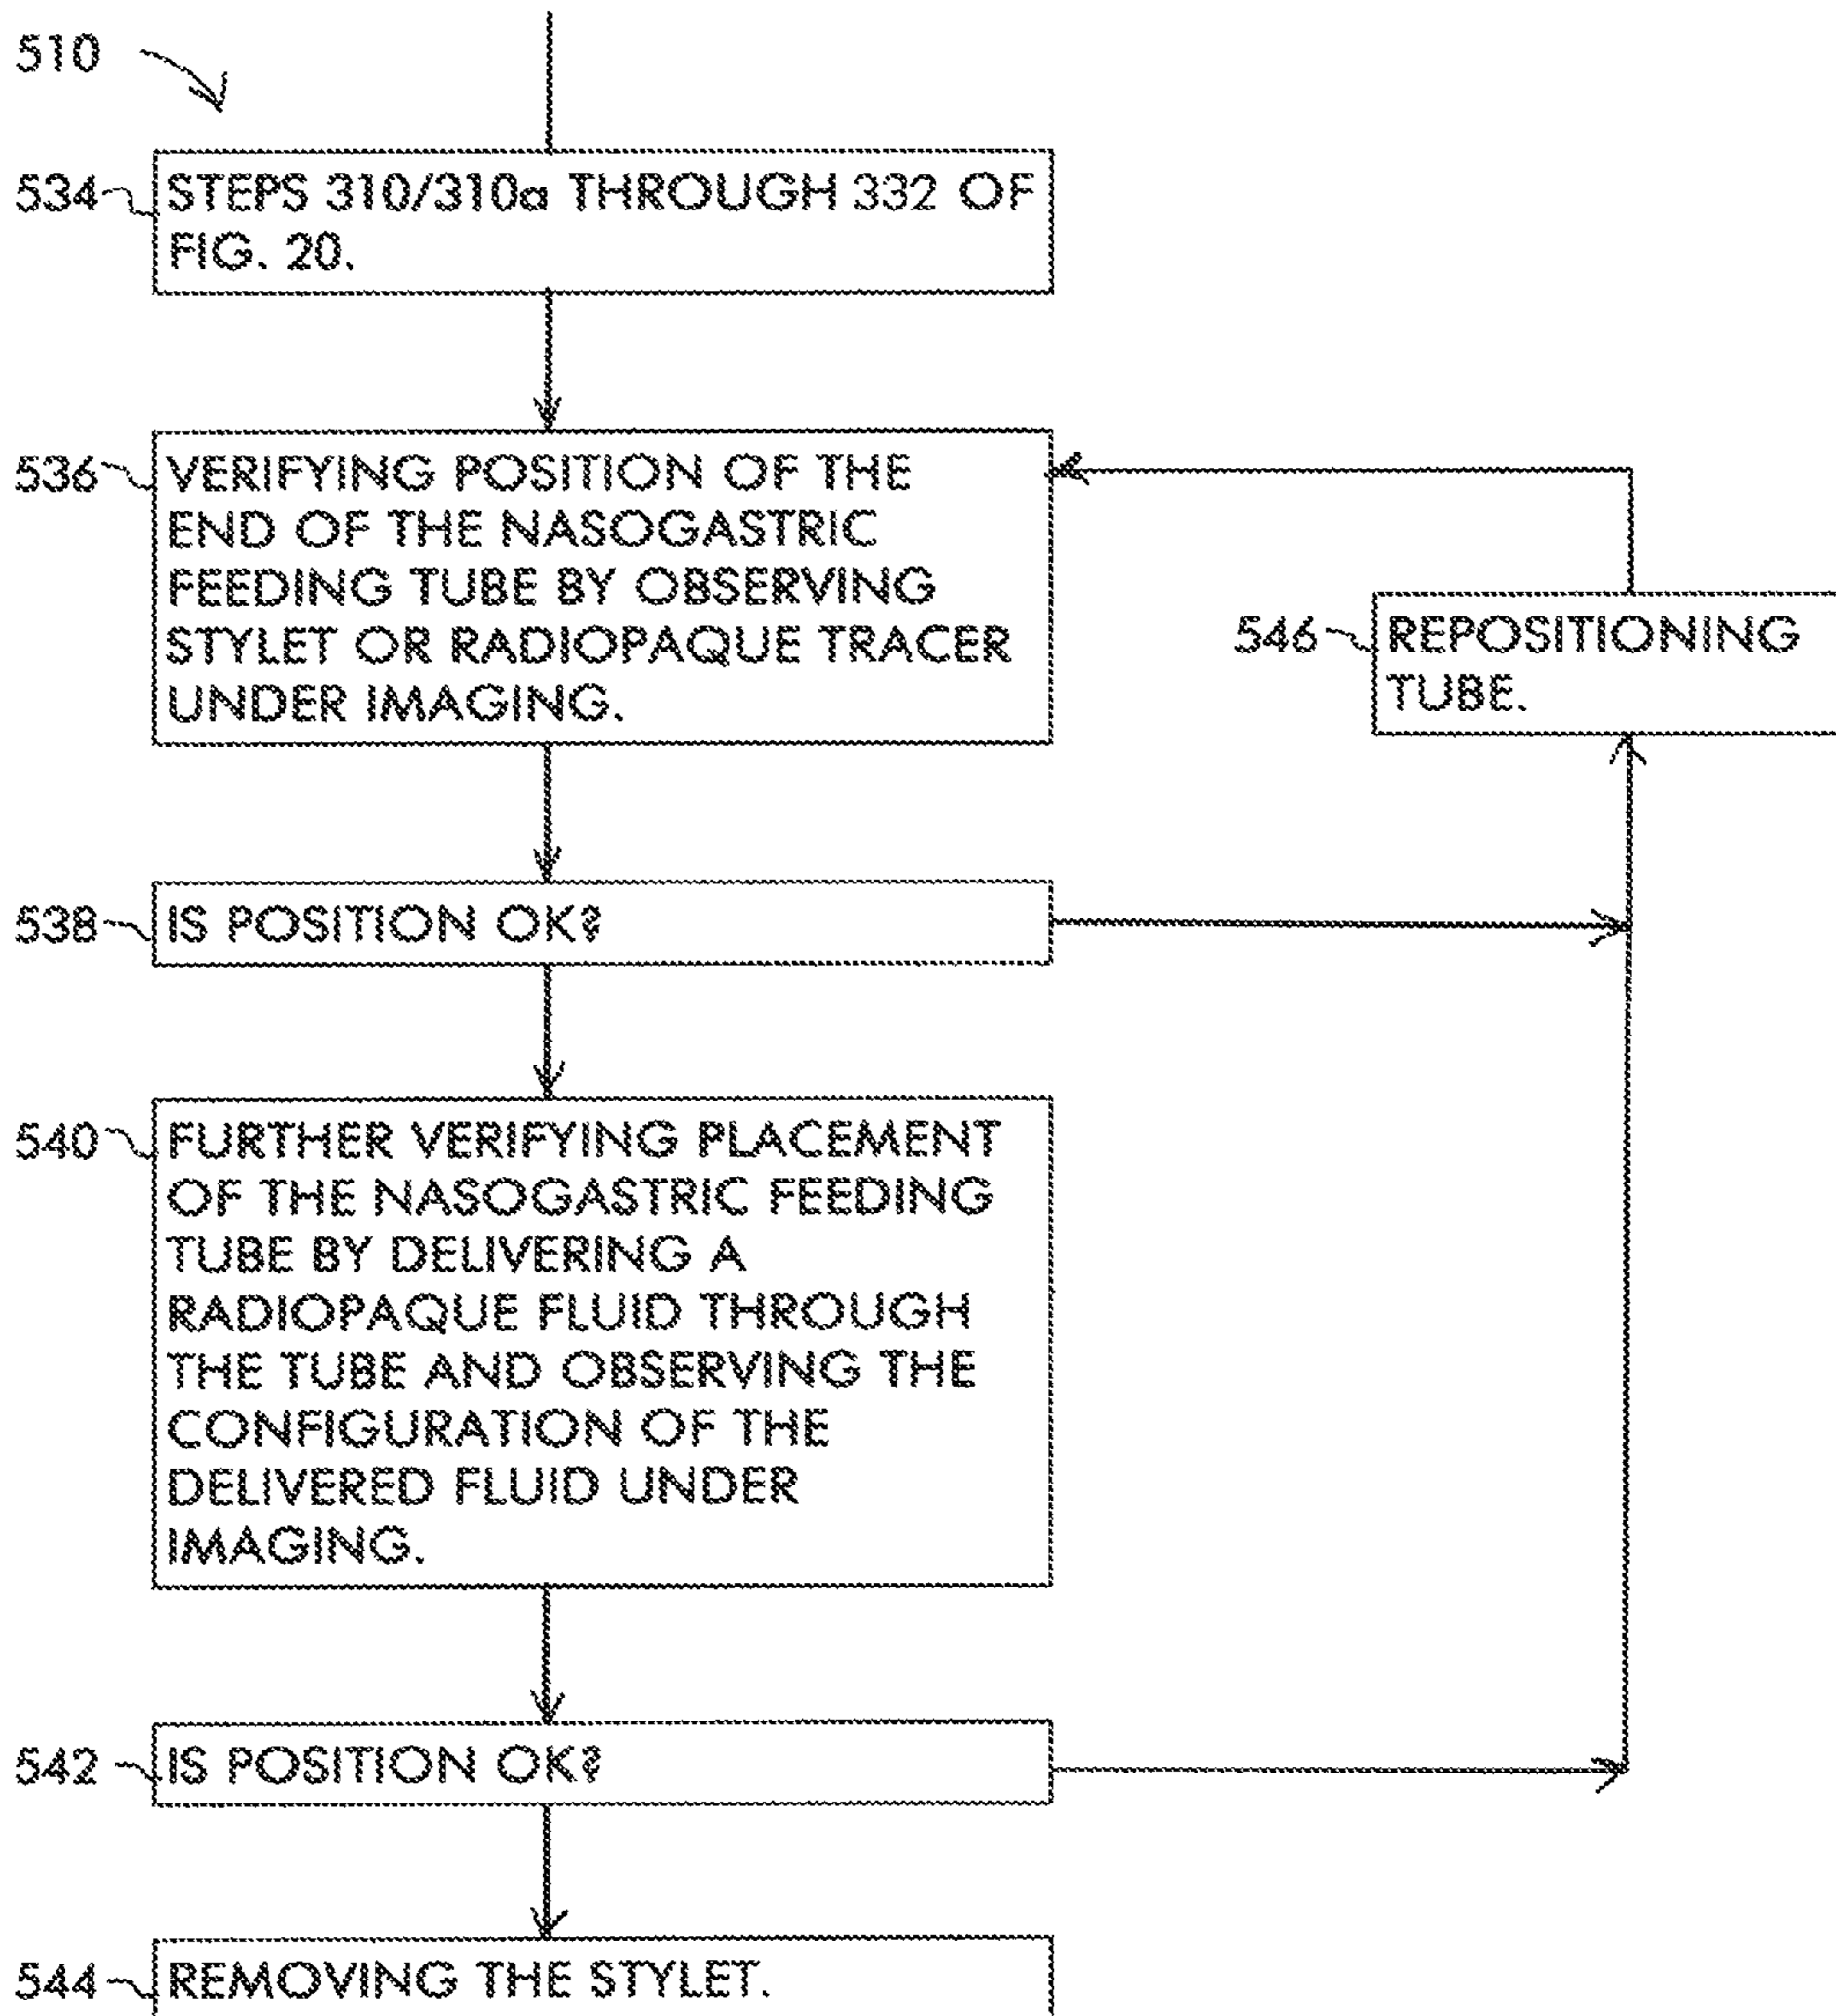 510
534
STEPS 310/310a THROUGH 332 OF
FIG. 20.
536
VERIFYING POSITION OF THE
END OF THE NASOGASTRIC
FEEDING TUBE BY OBSERVING
STYLET OR RADIOPAQUE TRACER
UNDER IMAGING.
546
REPOSITIONING
TUBE.
538
IS POSITION OK?
540
FURTHER VERIFYING PLACEMENT
OF THE NASOGASTRIC FEEDING
TUBE BY DELIVERING A
RADIOPAQUE FLUID THROUGH
THE TUBE AND OBSERVING THE
CONFIGURATION OF THE
DELIVERED FLUID UNDER
IMAGING.
542
IS POSITION OK?
544
REMOVING THE STYLET.